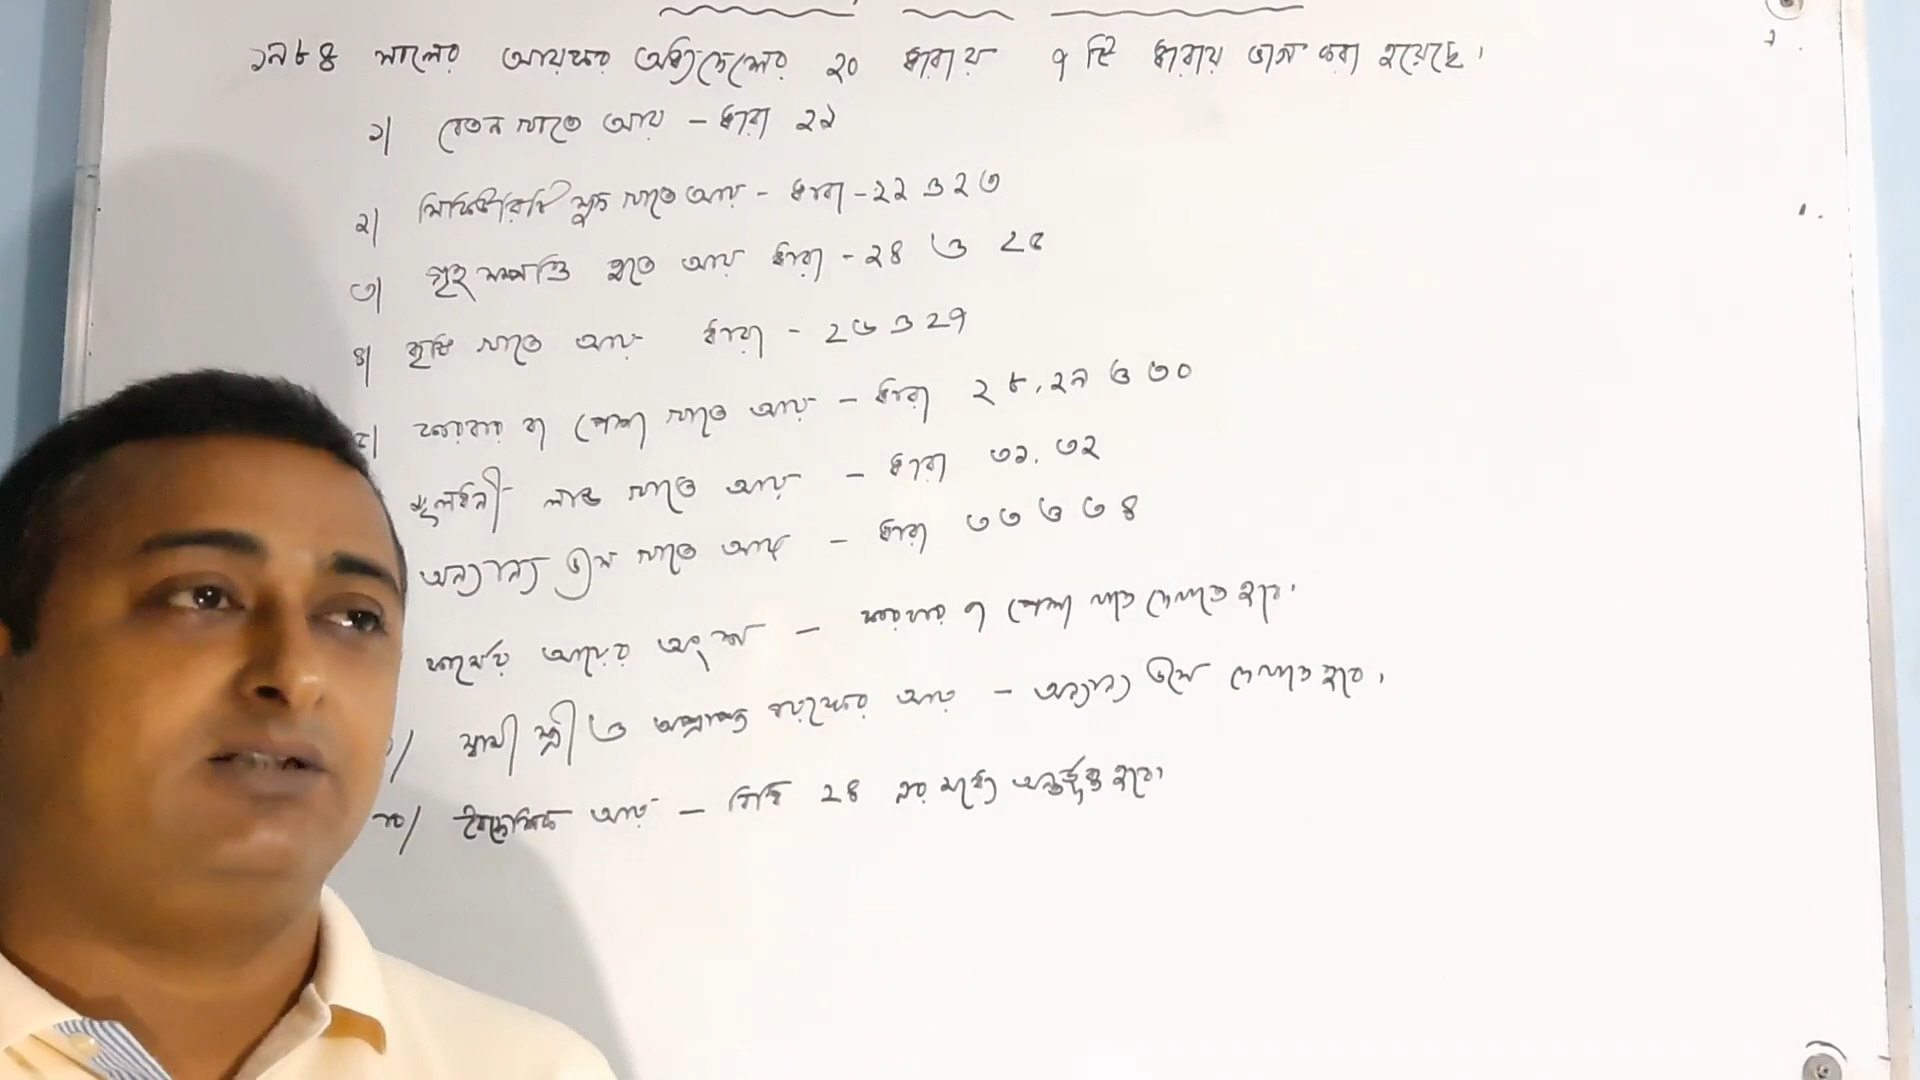 ১৯৮৪ সালের আয়কর অধ্যাদেশের ২০ ধারায় ৭ টি ধারায় ভাগ করা হয়েছে।
১| বেতন খাতে আয় - ধারা ২১
২| সিকিউরিটি সুদ খাতে আয় - ধারা - ২২ ও ২৩
৩| গৃহ সম্পত্তি হতে আয় ধারা - ২৪ ও ২৫
৪| কৃষি খাতে আয় ধারা - ২৬ ও ২৭
৫| কারবার বা পেশা খাতে আয় - ধারা ২৮, ২৯ ও ৩০
মূলধনী লাভ খাতে আয় - ধারা ৩১, ৩২
অন্যান্য উৎস খাতে আয় - ধারা ৩৩ ও ৩৪
ফার্মের আয়ের অংশ - কারবার বা পেশা খাতে দেখাতে হবে।
স্বামী স্ত্রী ও অপ্রাপ্ত বয়স্কের আয় - অন্যান্য উৎসে দেখাতে হবে।
১০| বৈদেশিক আয় - বিধি ২৪ এর মধ্যে অন্তর্ভুক্ত হবে।